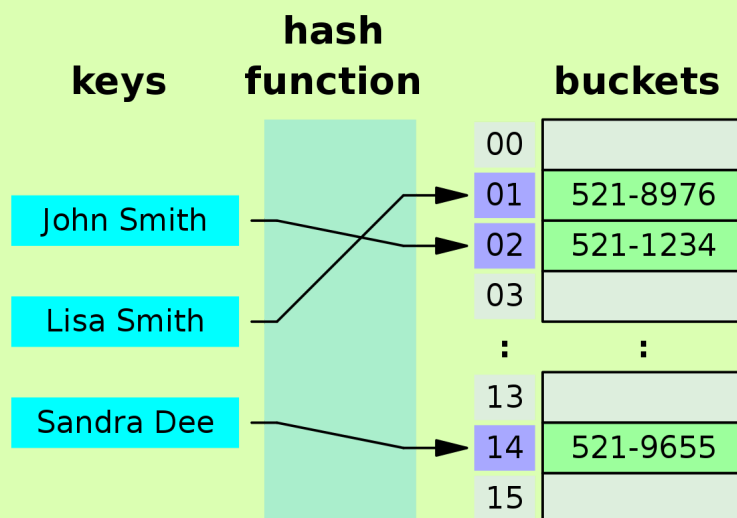 hash
keys function buckets
00
01 521-8976
John Smith
02 521-1234
03
Lisa Smith
: :
13
Sandra Dee
14 521-9655
15